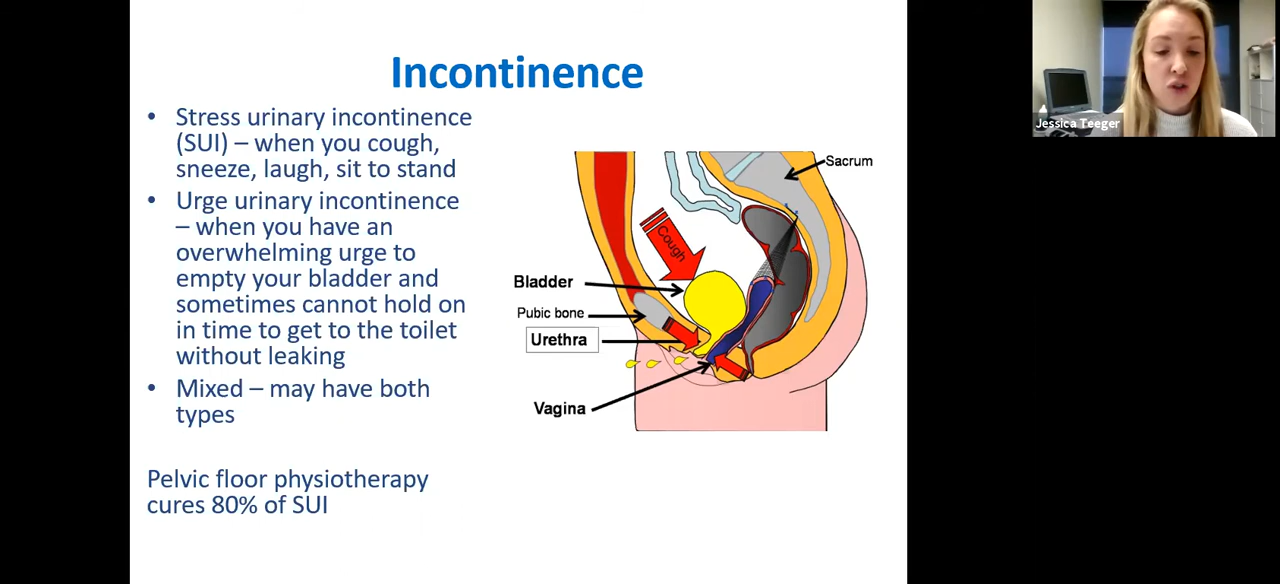 Incontinence
• Stress urinary incontinence
(SUI) – when you cough,
sneeze, laugh, sit to stand
• Urge urinary incontinence
– when you have an
overwhelming urge to
empty your bladder and
sometimes cannot hold on
in time to get to the toilet
without leaking
• Mixed – may have both
types
Pelvic floor physiotherapy
cures 80% of SUI
Sacrum
Cough
Bladder
Pubic bone
Urethra
Vagina
Jessica Teeger